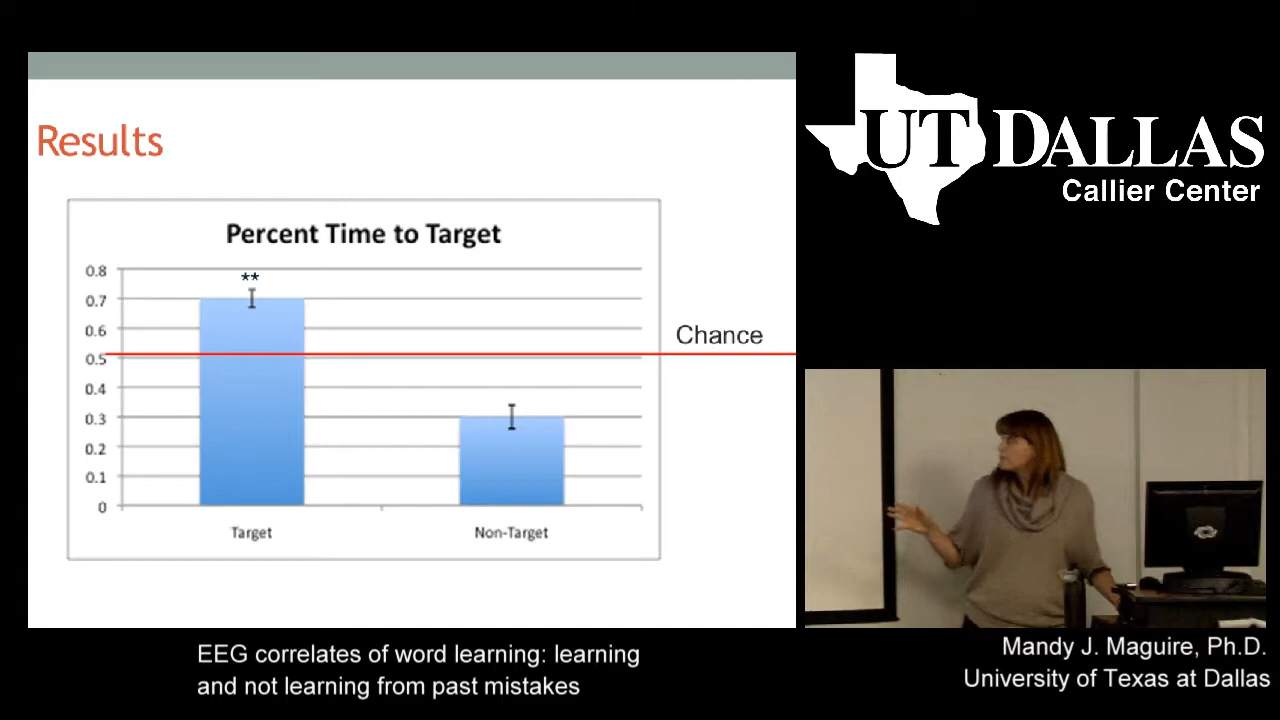 Results
Percent Time to Target
0.8
**
0.7
0.6
Chance
0.5
0.4
0.3
0.2
0.1
0
Target
Non-Target
UT DALLAS
Callier Center
EEG correlates of word learning: learning
and not learning from past mistakes
Mandy J. Maguire, Ph.D.
University of Texas at Dallas